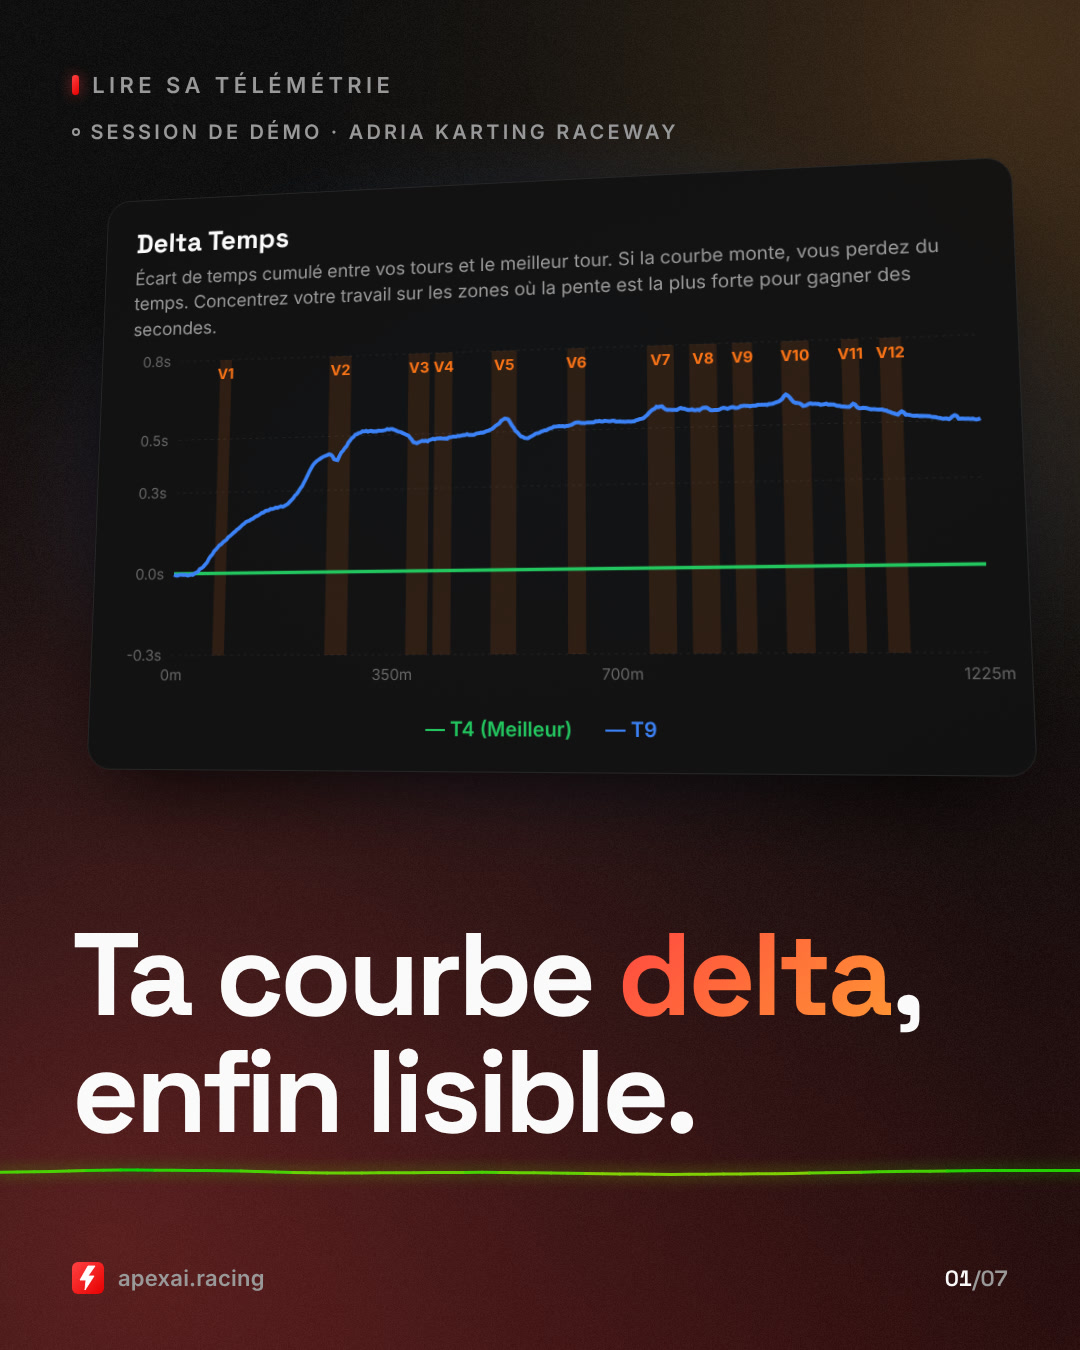 LIRE SA TÉLÉMÉTRIE
SESSION DE DÉMO · ADRIA KARTING RACEWAY
Delta Temps
Écart de temps cumulé entre vos tours et le meilleur tour. Si la courbe monte, vous perdez du
temps. Concentrez votre travail sur les zones où la pente est la plus forte pour gagner des
secondes.
0.8s
V1 V2 V3 V4 V5 V6 V7 V8 V9 V10 V11 V12
0.5s
0.3s
0.0s
-0.3s
0m 350m 700m 1225m
— T4 (Meilleur) — T9
Ta courbe delta,
enfin lisible.
apexai.racing
01/07